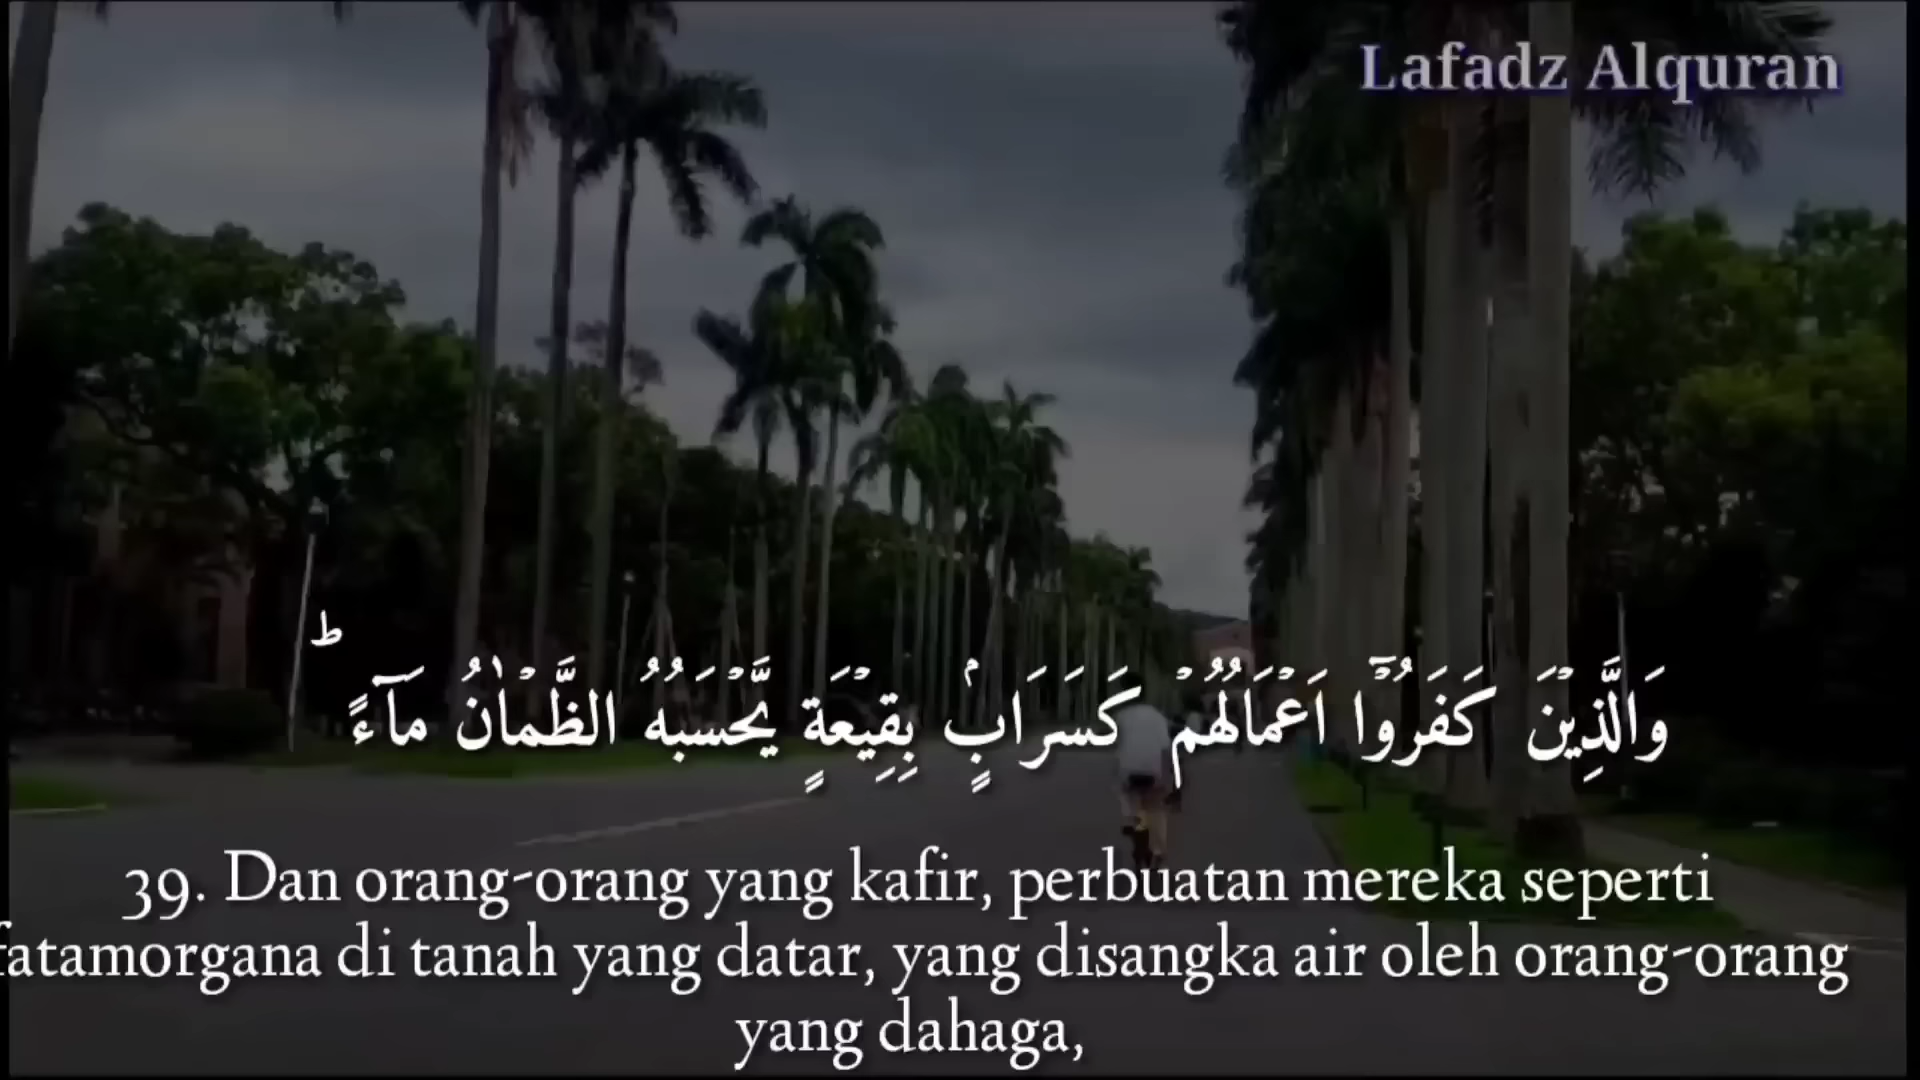 Lafadz Alquran
وَالَّذِيْنَ كَفَرُوْٓا اَعْمَالُهُمْ كَسَرَابٍۢ بِقِيْعَةٍ يَّحْسَبُهُ الظَّمْاٰنُ مَاۤءًۗ
39. Dan orang-orang yang kafir, perbuatan mereka seperti
fatamorgana di tanah yang datar, yang disangka air oleh orang-orang
yang dahaga,